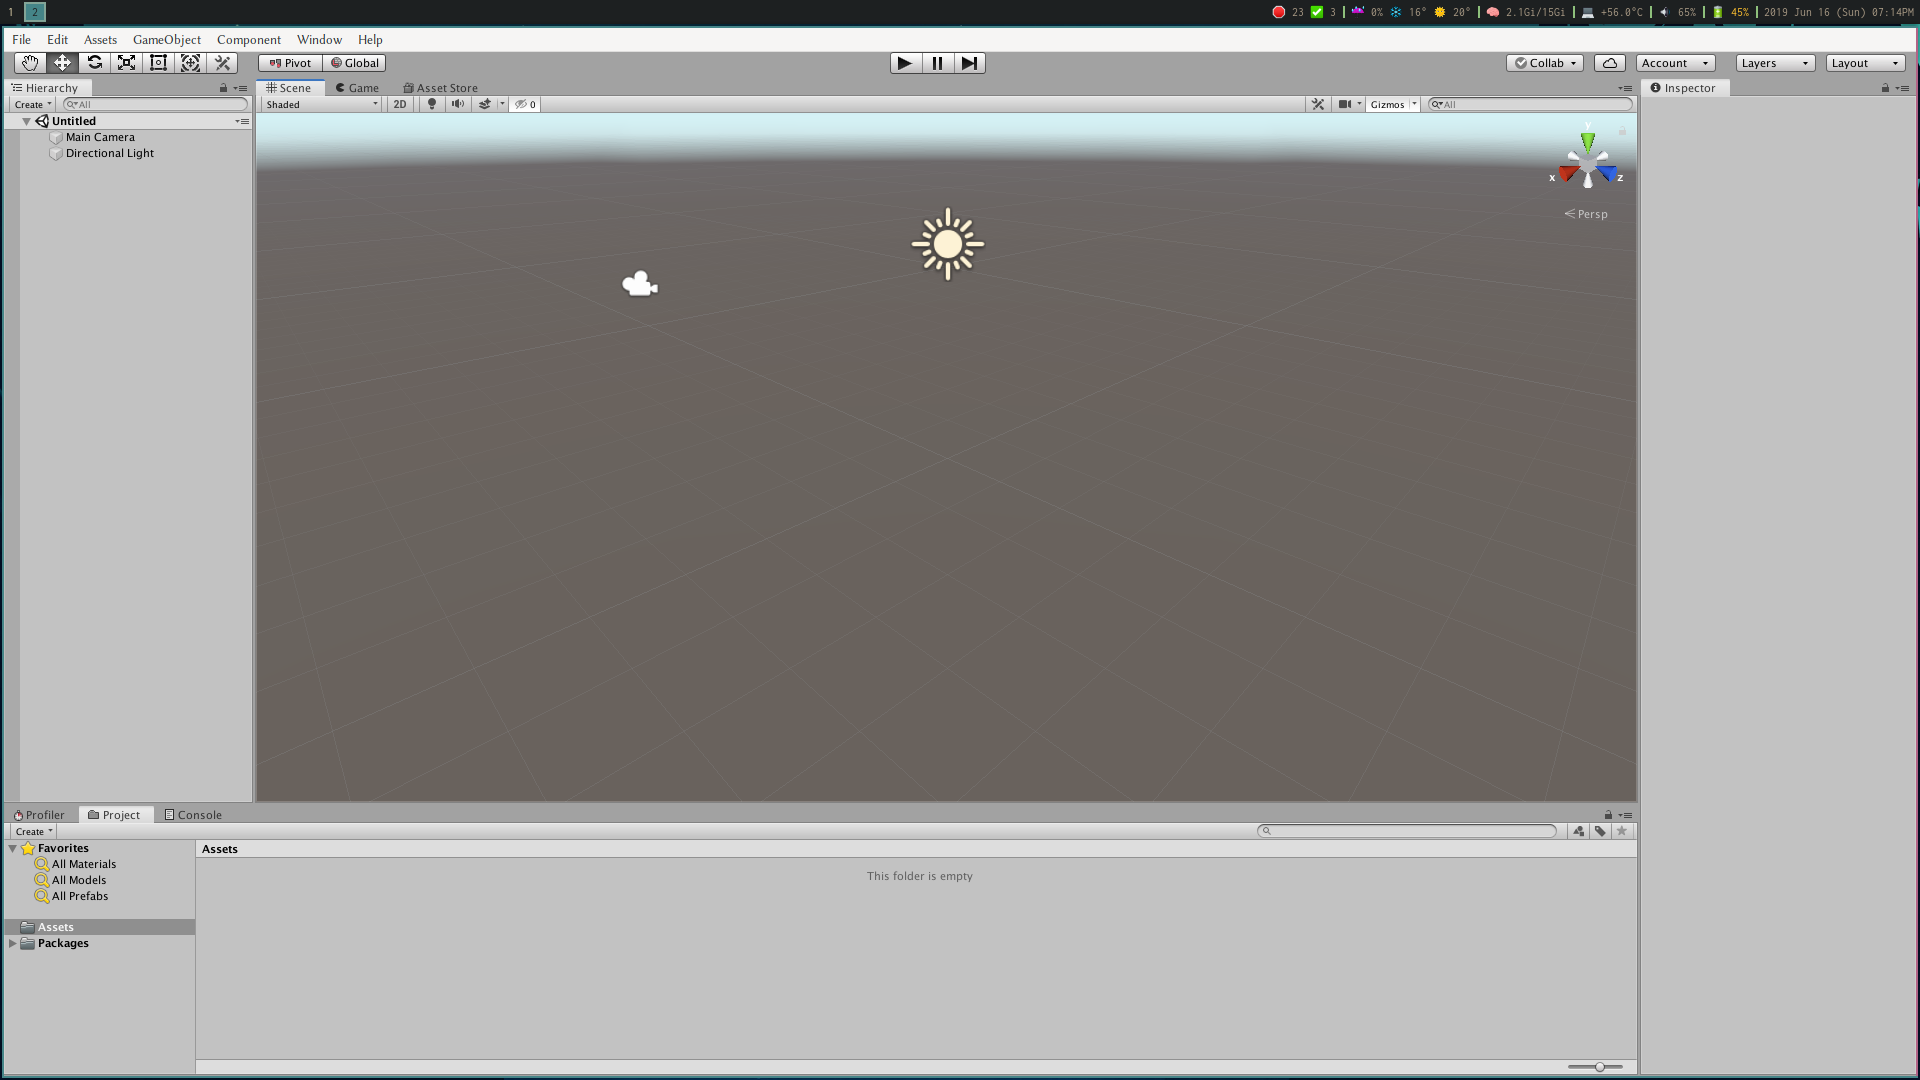 1 2 23 3 0% 16° 20° 2.1Gi/15Gi +56.0°C 65% 45% 2019 Jun 16 (Sun) 07:14PM
File Edit Assets GameObject Component Window Help
Pivot Global Collab Account Layers Layout
Hierarchy
Create All
Untitled
Main Camera
Directional Light
Scene Game Asset Store
Shaded 2D 0 Gizmos All
y
x z
Persp
Inspector
Profiler Project Console
Create
Favorites
All Materials
All Models
All Prefabs
Assets
Packages
Assets
This folder is empty